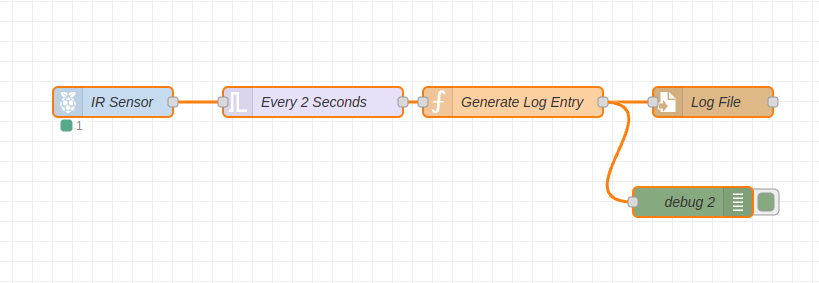 IR Sensor
Every 2 Seconds
Generate Log Entry
Log File
1
debug 2